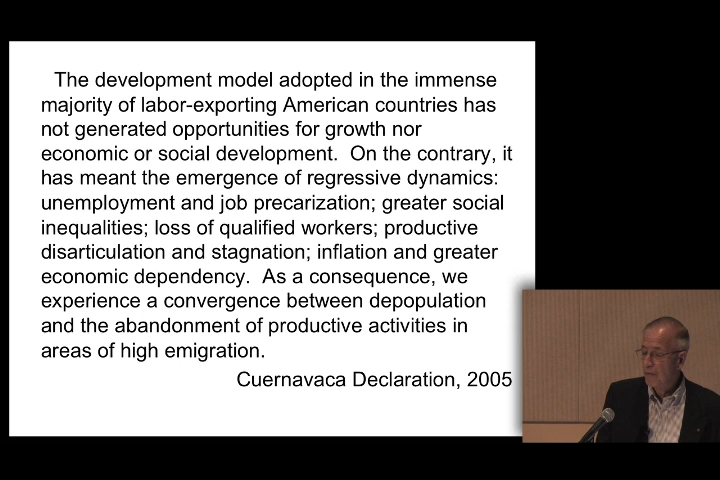 The development model adopted in the immense
majority of labor-exporting American countries has
not generated opportunities for growth nor
economic or social development.  On the contrary, it
has meant the emergence of regressive dynamics:
unemployment and job precarization; greater social
inequalities; loss of qualified workers; productive
disarticulation and stagnation; inflation and greater
economic dependency.  As a consequence, we
experience a convergence between depopulation
and the abandonment of productive activities in
areas of high emigration.
Cuernavaca Declaration, 2005